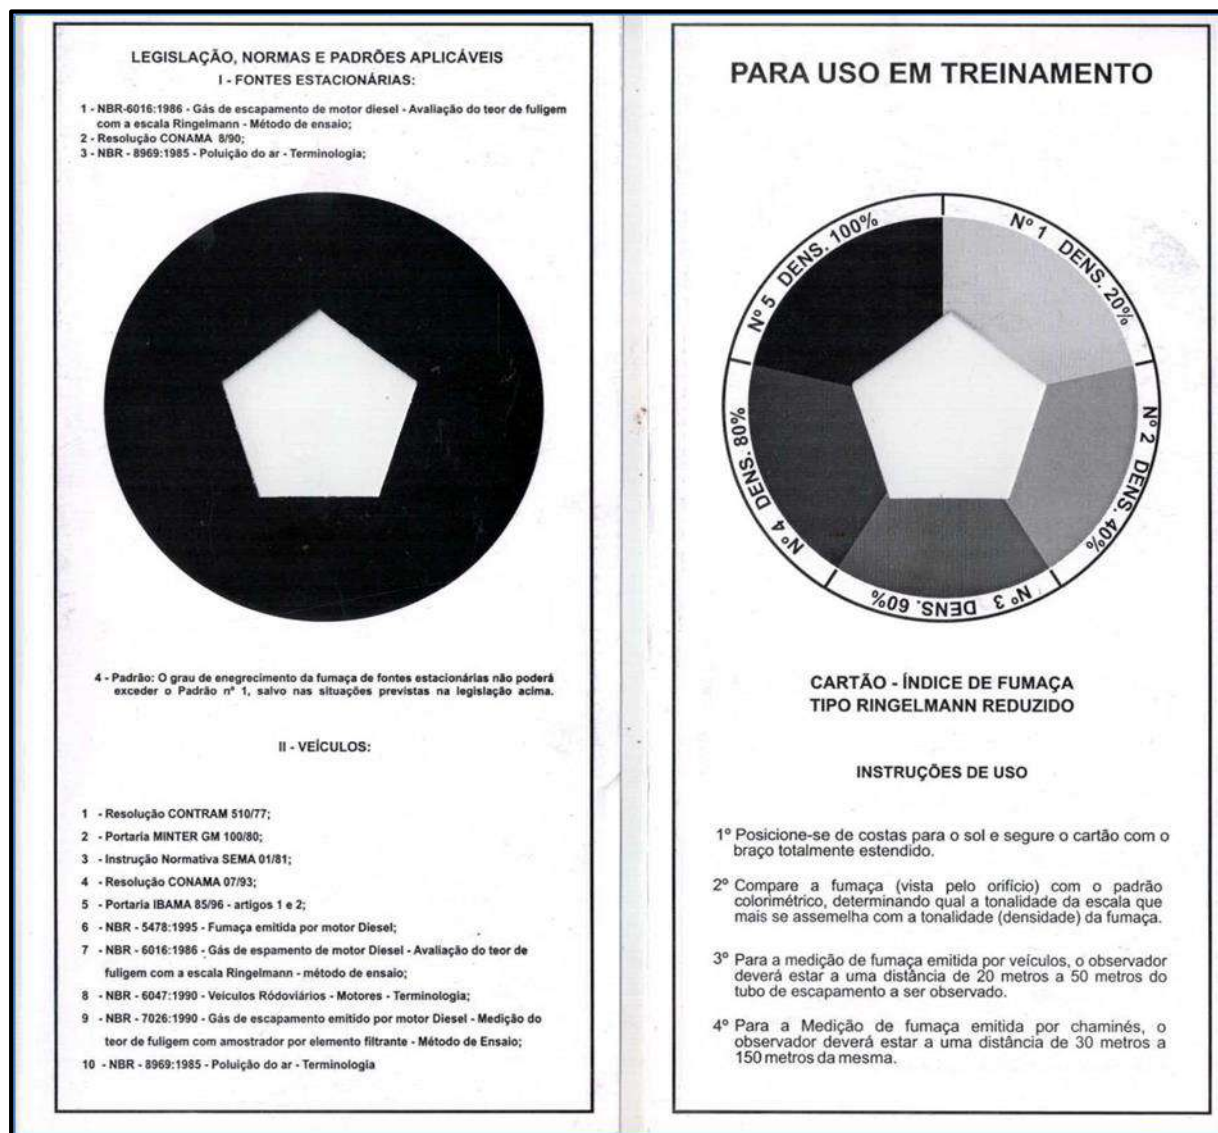 LEGISLAÇÃO, NORMAS E PADRÕES APLICÁVEIS
I - FONTES ESTACIONÁRIAS:
1 - NBR-6016:1986 - Gás de escapamento de motor diesel - Avaliação do teor de fuligem
com a escala Ringelmann - Método de ensaio;
2 - Resolução CONAMA 8/90;
3 - NBR - 8969:1985 - Poluição do ar - Terminologia;
4 - Padrão: O grau de enegrecimento da fumaça de fontes estacionárias não poderá
exceder o Padrão nº 1, salvo nas situações previstas na legislação acima.
II - VEÍCULOS:
1 - Resolução CONTRAM 510/77;
2 - Portaria MINTER GM 100/80;
3 - Instrução Normativa SEMA 01/81;
4 - Resolução CONAMA 07/93;
5 - Portaria IBAMA 85/96 - artigos 1 e 2;
6 - NBR - 5478:1995 - Fumaça emitida por motor Diesel;
7 - NBR - 6016:1986 - Gás de espamento de motor Diesel - Avaliação do teor de
fuligem com a escala Ringelmann - método de ensaio;
8 - NBR - 6047:1990 - Veículos Ródoviários - Motores - Terminologia;
9 - NBR - 7026:1990 - Gás de escapamento emitido por motor Diesel - Medição do
teor de fuligem com amostrador por elemento filtrante - Método de Ensaio;
10 - NBR - 8969:1985 - Poluição do ar - Terminologia
PARA USO EM TREINAMENTO
Nº 1 DENS. 20%
Nº 2 DENS. 40%
Nº 3 DENS. 60%
Nº 4 DENS. 80%
Nº 5 DENS. 100%
CARTÃO - ÍNDICE DE FUMAÇA
TIPO RINGELMANN REDUZIDO
INSTRUÇÕES DE USO
1º Posicione-se de costas para o sol e segure o cartão com o
braço totalmente estendido.
2º Compare a fumaça (vista pelo orifício) com o padrão
colorimétrico, determinando qual a tonalidade da escala que
mais se assemelha com a tonalidade (densidade) da fumaça.
3º Para a medição de fumaça emitida por veículos, o observador
deverá estar a uma distância de 20 metros a 50 metros do
tubo de escapamento a ser observado.
4º Para a Medição de fumaça emitida por chaminés, o
observador deverá estar a uma distância de 30 metros a
150 metros da mesma.